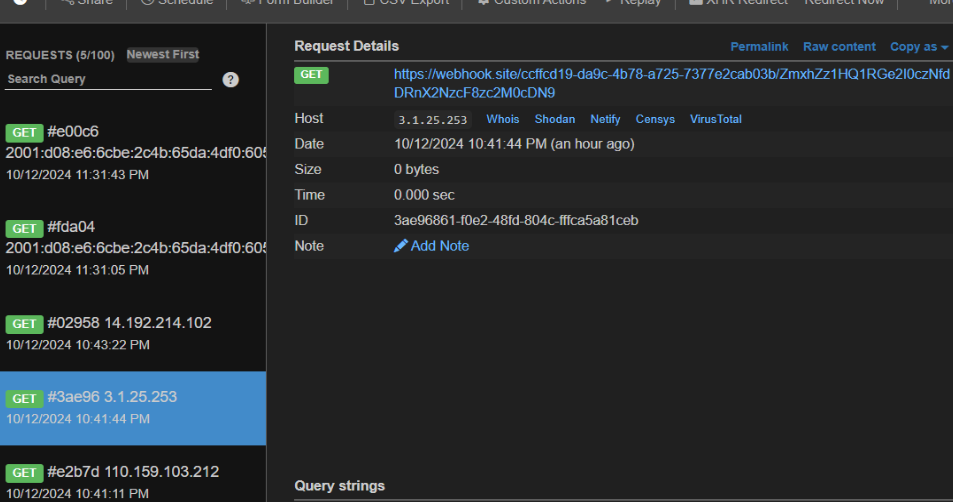 Share Schedule Form Builder CSV Export Custom Actions Replay XHR Redirect Redirect Now More
REQUESTS (5/100) Newest First
Search Query ?
GET #e00c6
2001:d08:e6:6cbe:2c4b:65da:4df0:605
10/12/2024 11:31:43 PM
GET #fda04
2001:d08:e6:6cbe:2c4b:65da:4df0:605
10/12/2024 11:31:05 PM
GET #02958 14.192.214.102
10/12/2024 10:43:22 PM
GET #3ae96 3.1.25.253
10/12/2024 10:41:44 PM
GET #e2b7d 110.159.103.212
10/12/2024 10:41:11 PM
Request Details Permalink Raw content Copy as
GET https://webhook.site/ccffcd19-da9c-4b78-a725-7377e2cab03b/ZmxhZz1HQ1RGe2I0czNfd
DRnX2NzcF8zc2M0cDN9
Host 3.1.25.253 Whois Shodan Netify Censys VirusTotal
Date 10/12/2024 10:41:44 PM (an hour ago)
Size 0 bytes
Time 0.000 sec
ID 3ae96861-f0e2-48fd-804c-fffca5a81ceb
Note Add Note
Query strings